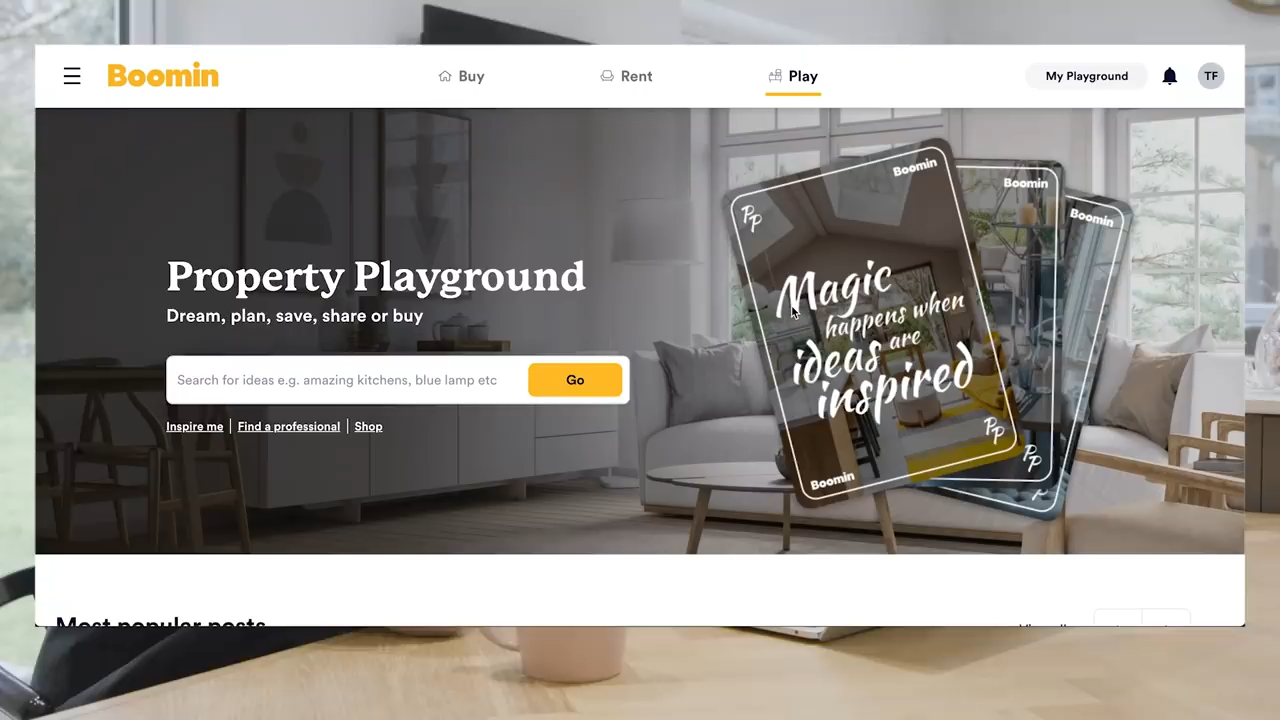 Boomin
Buy
Rent
Play
My Playground
TF
Boomin
Boomin
Boomin
PP
Magic
happens when
ideas are
inspired
PP
PP
Boomin
Property Playground
Dream, plan, save, share or buy
Search for ideas e.g. amazing kitchens, blue lamp etc
Go
Inspire me | Find a professional | Shop
Most popular posts